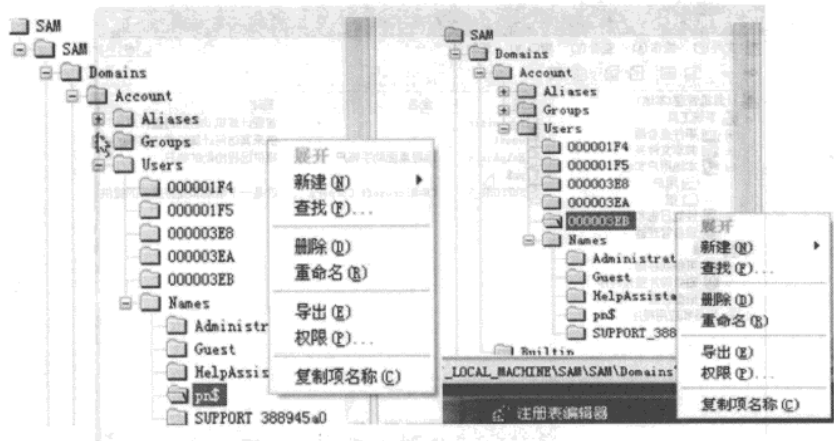 SAM
SAM
Domains
Account
Aliases
Groups
Users
000001F4
000001F5
000003E8
000003EA
000003EB
Names
Administr
Guest
HelpAssis
pn$
SUPPORT_388945a0
展开
新建(N)
查找(F)...
删除(D)
重命名(R)
导出(E)
权限(P)...
复制项名称(C)
SAM
Domains
Account
Aliases
Groups
Users
000001F4
000001F5
000003E8
000003EA
000003EB
Names
Administrat
Guest
HelpAssista
pn$
SUPPORT_388
Builtin
_LOCAL_MACHINE\SAM\SAM\Domains
注册表编辑器
展开
新建(N)
查找(F)...
删除(D)
重命名(R)
导出(E)
权限(P)...
复制项名称(C)